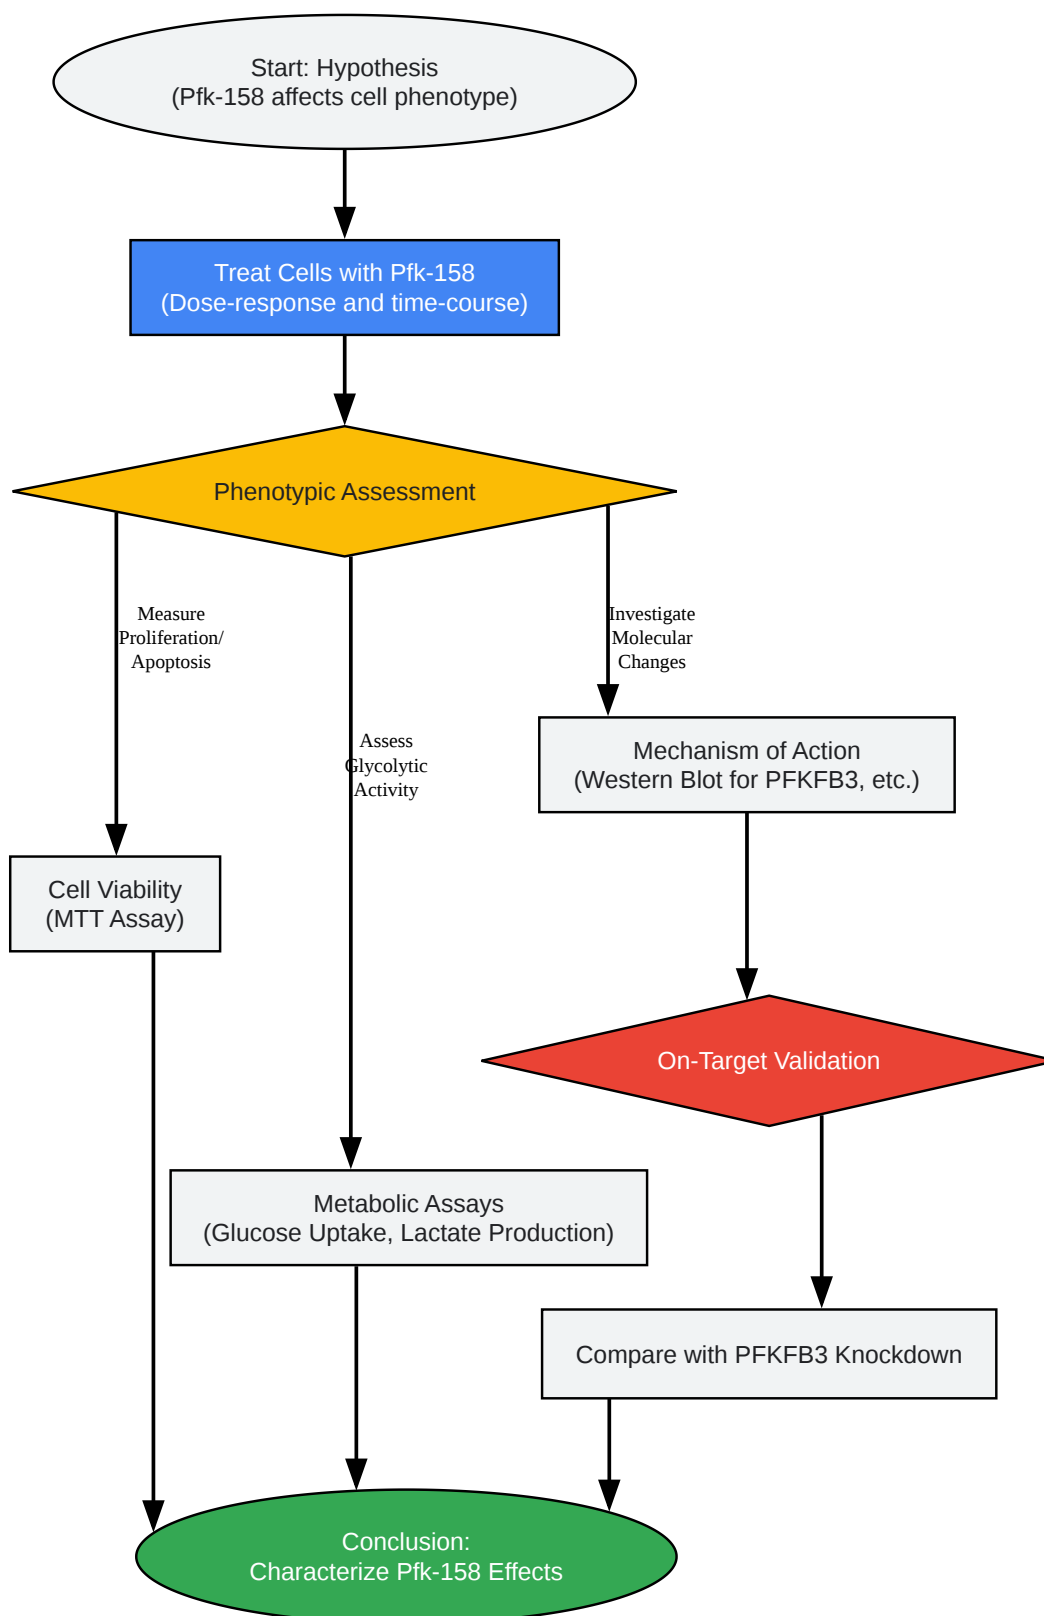 Start: Hypothesis
(Pfk-158 affects cell phenotype)
Treat Cells with Pfk-158
(Dose-response and time-course)
Phenotypic Assessment
Measure
Proliferation/
Apoptosis
Investigate
Molecular
Changes
Assess
Glycolytic
Activity
Mechanism of Action
(Western Blot for PFKFB3, etc.)
Cell Viability
(MTT Assay)
On-Target Validation
Metabolic Assays
(Glucose Uptake, Lactate Production)
Compare with PFKFB3 Knockdown
Conclusion:
Characterize Pfk-158 Effects